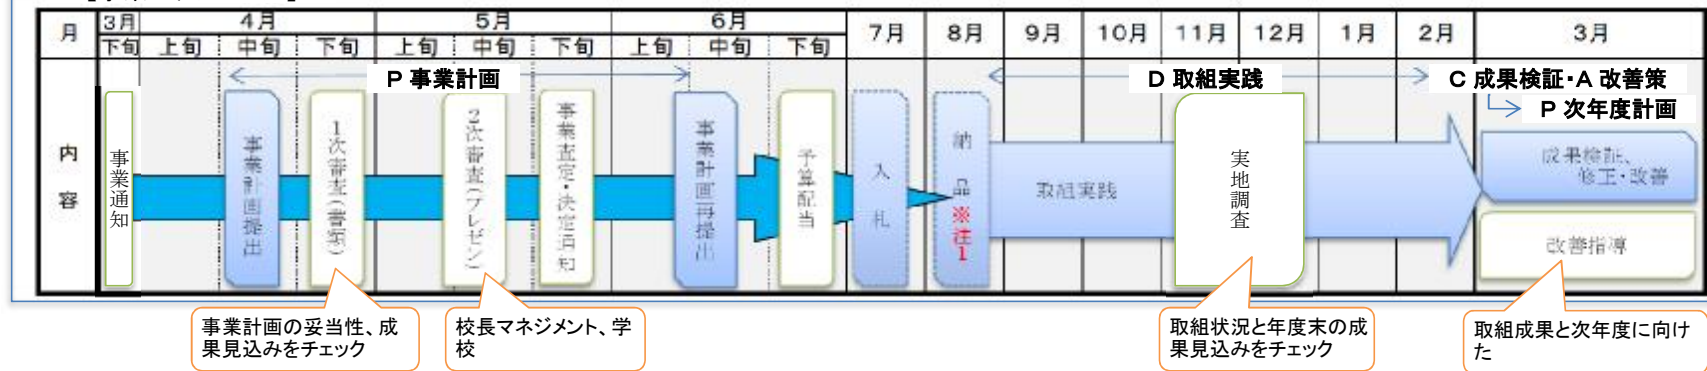 月
3月
4月
5月
6月
7月
8月
9月
10月
11月
12月
1月
2月
3月
下旬
上旬
中旬
下旬
上旬
中旬
下旬
上旬
中旬
下旬
P 事業計画
D 取組実践
C 成果検証・A 改善策
P 次年度計画
内容
事業通知
事業計画提出
1次審査(書類)
2次審査(プレゼン)
事業査定・決定通知
事業計画再提出
予算配当
入札
納品※注1
取組実践
実地調査
成果検証、
修正・改善
改善指導
事業計画の妥当性、成
果見込みをチェック
校長マネジメント、学
校
取組状況と年度末の成
果見込みをチェック
取組成果と次年度に向け
た